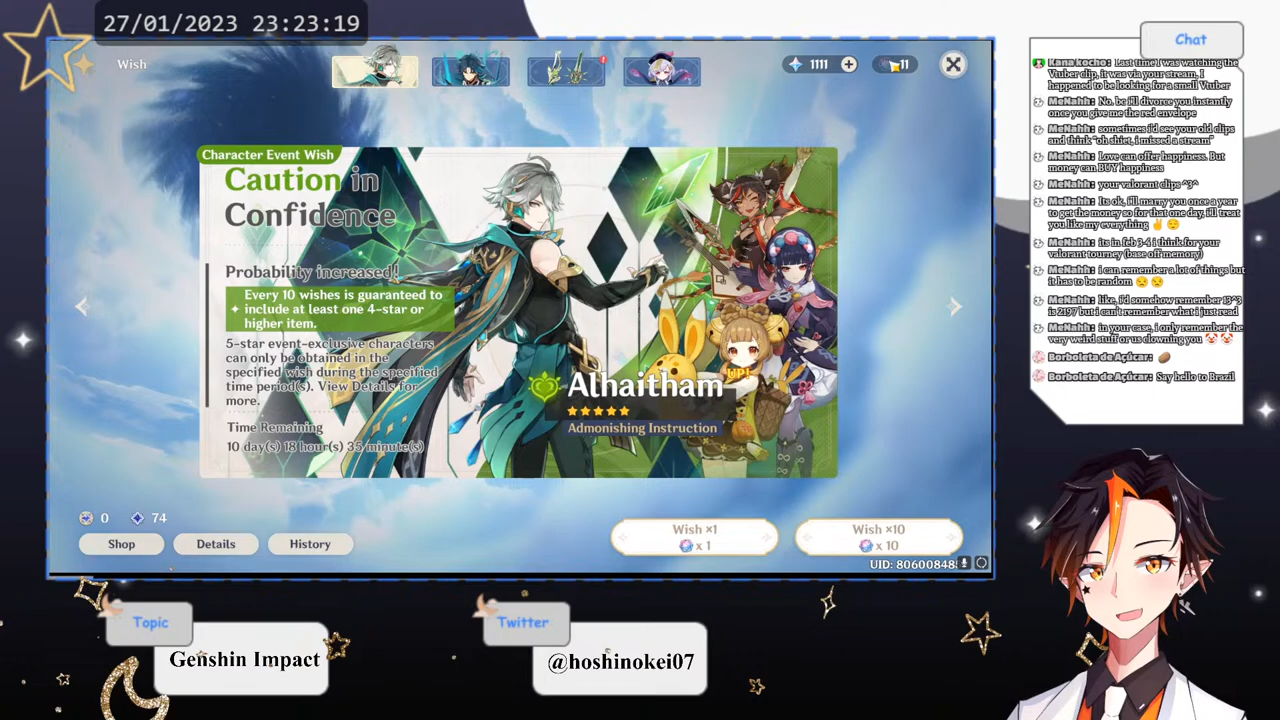 27/01/2023 23:23:19
Wish
1111
11
Character Event Wish
Caution in
Confidence
Probability increased!
Every 10 wishes is guaranteed to
include at least one 4-star or
higher item.
5-star event-exclusive characters
can only be obtained in the
specified wish during the specified
time period(s). View Details for
more.
Time Remaining
10 day(s) 18 hour(s) 35 minute(s)
UP!
Alhaitham
Admonishing Instruction
0
74
Shop
Details
History
Wish ×1
x 1
Wish ×10
x 10
UID: 80600848
Chat
Kana kocho: Last time I was watching the
Vtuber clip, it was via your stream, I
happened to be looking for a small Vtuber
MeNahh: No. bc i'll divorce you instantly
once you give me the red envelope
MeNahh: sometimes i'd see your old clips
and think "oh shiet, i missed a stream"
MeNahh: Love can offer happiness. But
money can BUY happiness
MeNahh: your valorant clips ^3^
MeNahh: Its ok, i'll marry you once a year
to get the money so for that one day, i'll treat
you like my everything ✌️😌
MeNahh: its in feb 3-4 i think for your
valorant tourney (base off memory)
MeNahh: i can remember a lot of things but
it has to be random 😔😔
MeNahh: like, i'd somehow remember 13^3
is 2197 but i can't remember what i just read
MeNahh: in your case, i only remember the
very weird stuff or us clowning you 🤡🤡
Borboleta de Açúcar: 🥔
Borboleta de Açúcar: Say hello to Brazil
Topic
Genshin Impact
Twitter
@hoshinokei07